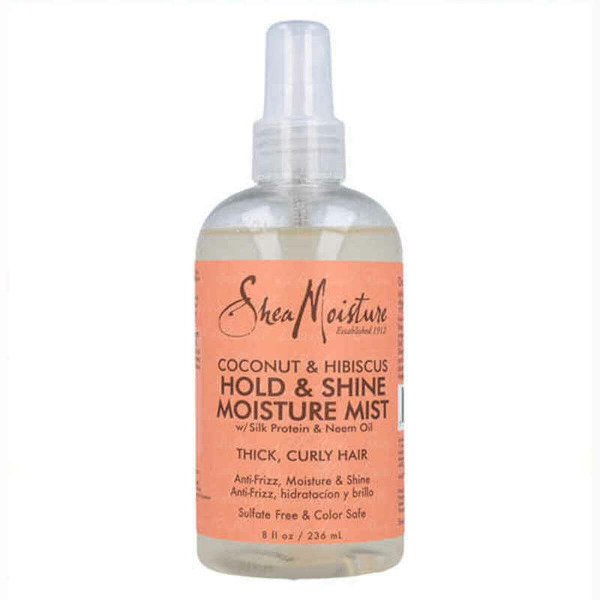 SheaMoisture
Established 1912
COCONUT & HIBISCUS
HOLD & SHINE
MOISTURE MIST
w/Silk Protein & Neem Oil
THICK, CURLY HAIR
Anti-Frizz, Moisture & Shine
Anti-Frizz, hidratación y brillo
Sulfate Free & Color Safe
8 fl oz / 236 mL